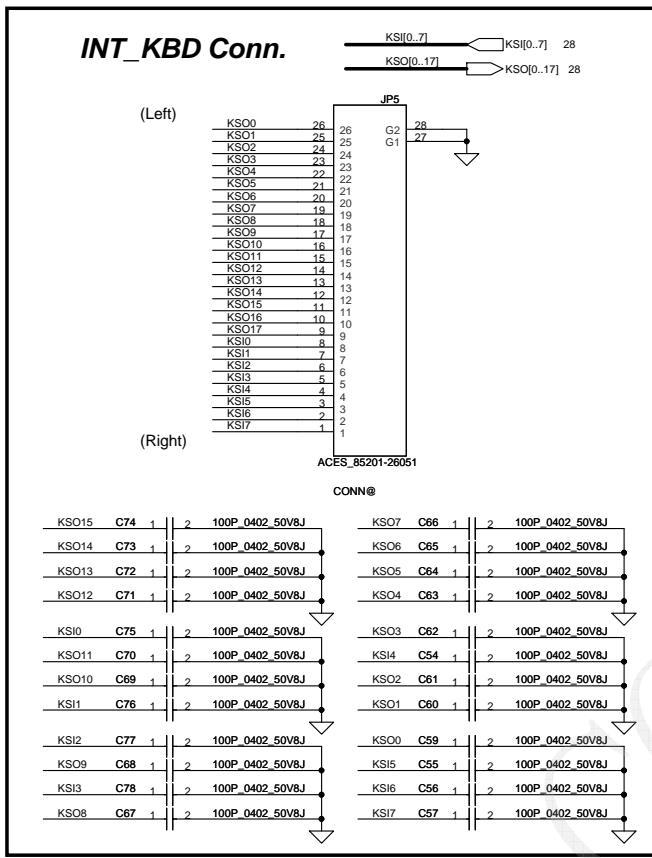 INT_KBD Conn.
KSI[0..7] KSI[0..7] 28
KSO[0..17] KSO[0..17] 28
JP5
(Left)
KSO0 26 26 G2 28
KSO1 25 25 G1 27
KSO2 24 24
KSO3 23 23
KSO4 22 22
KSO5 21 21
KSO6 20 20
KSO7 19 19
KSO8 18 18
KSO9 17 17
KSO10 16 16
KSO11 15 15
KSO12 14 14
KSO13 13 13
KSO14 12 12
KSO15 11 11
KSO16 10 10
KSO17 9 9
KSI0 8 8
KSI1 7 7
KSI2 6 6
KSI3 5 5
KSI4 4 4
KSI5 3 3
KSI6 2 2
KSI7 1 1
(Right)
ACES_85201-26051
CONN@
KSO15 C74 1 2 100P_0402_50V8J KSO7 C66 1 2 100P_0402_50V8J
KSO14 C73 1 2 100P_0402_50V8J KSO6 C65 1 2 100P_0402_50V8J
KSO13 C72 1 2 100P_0402_50V8J KSO5 C64 1 2 100P_0402_50V8J
KSO12 C71 1 2 100P_0402_50V8J KSO4 C63 1 2 100P_0402_50V8J
KSI0 C75 1 2 100P_0402_50V8J KSO3 C62 1 2 100P_0402_50V8J
KSO11 C70 1 2 100P_0402_50V8J KSI4 C54 1 2 100P_0402_50V8J
KSO10 C69 1 2 100P_0402_50V8J KSO2 C61 1 2 100P_0402_50V8J
KSI1 C76 1 2 100P_0402_50V8J KSO1 C60 1 2 100P_0402_50V8J
KSI2 C77 1 2 100P_0402_50V8J KSO0 C59 1 2 100P_0402_50V8J
KSO9 C68 1 2 100P_0402_50V8J KSI5 C55 1 2 100P_0402_50V8J
KSI3 C78 1 2 100P_0402_50V8J KSI6 C56 1 2 100P_0402_50V8J
KSO8 C67 1 2 100P_0402_50V8J KSI7 C57 1 2 100P_0402_50V8J